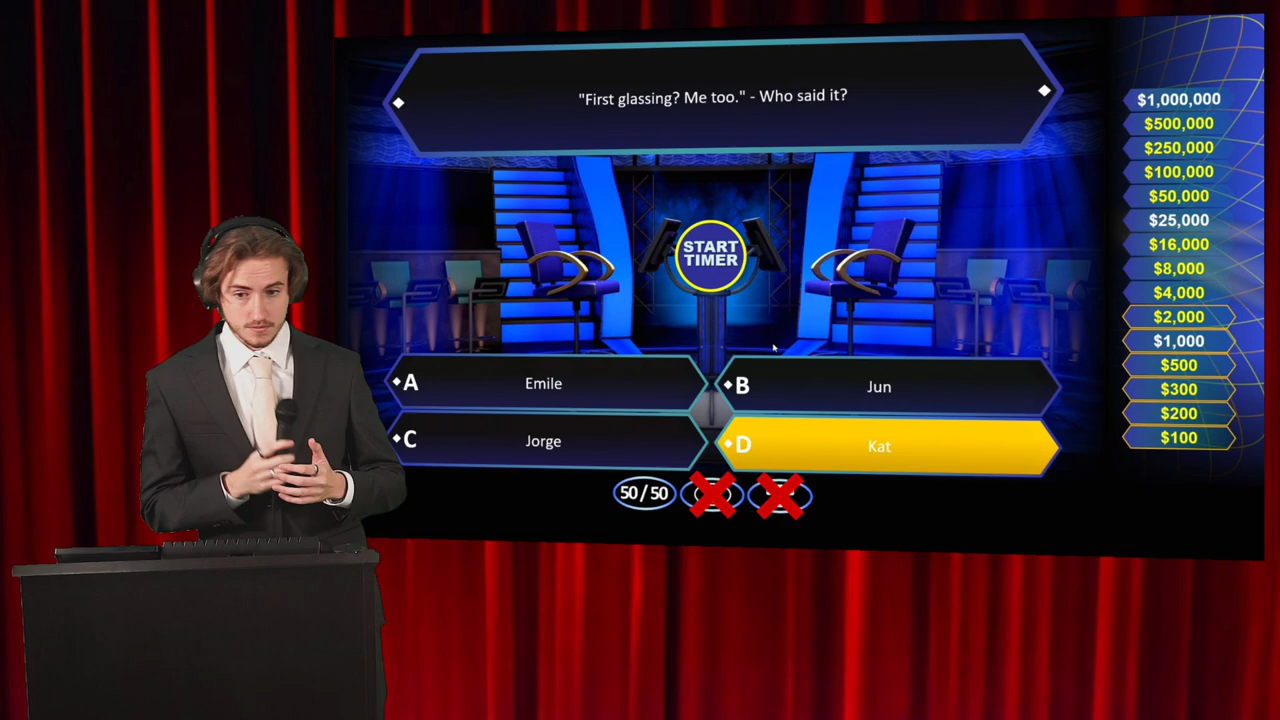 "First glassing? Me too." - Who said it?
START
TIMER
A Emile
B Jun
C Jorge
D Kat
50/50
$1,000,000
$500,000
$250,000
$100,000
$50,000
$25,000
$16,000
$8,000
$4,000
$2,000
$1,000
$500
$300
$200
$100